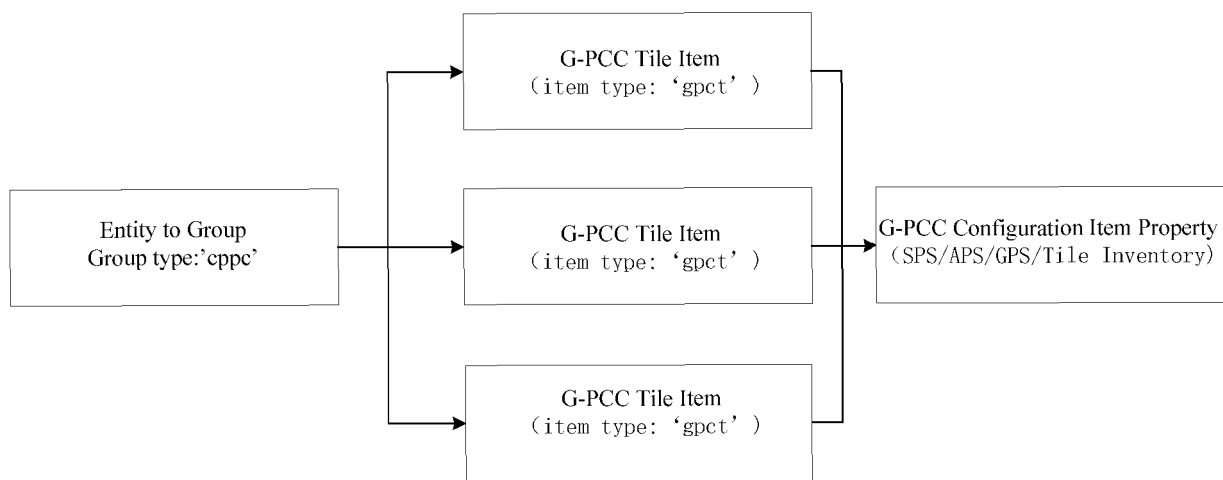 G-PCC Tile Item
(item type: ‘gpct’ )
Entity to Group
Group type:’cppc’
G-PCC Tile Item
(item type: ‘gpct’ )
G-PCC Configuration Item Property
(SPS/APS/GPS/Tile Inventory)
G-PCC Tile Item
(item type: ‘gpct’ )